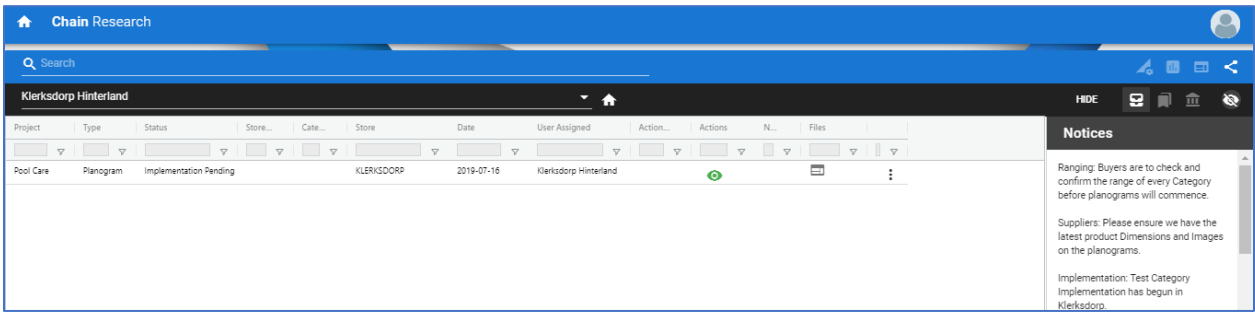 Chain Research
Search
Klerksdorp Hinterland
HIDE
Project Type Status Store... Cate... Store Date User Assigned Action... Actions N... Files
Pool Care Planogram Implementation Pending KLERKSDORP 2019-07-16 Klerksdorp Hinterland
Notices
Ranging: Buyers are to check and
confirm the range of every Category
before planograms will commence.
Suppliers: Please ensure we have the
latest product Dimensions and Images
on the planograms.
Implementation: Test Category
Implementation has begun in
Klerksdorp.